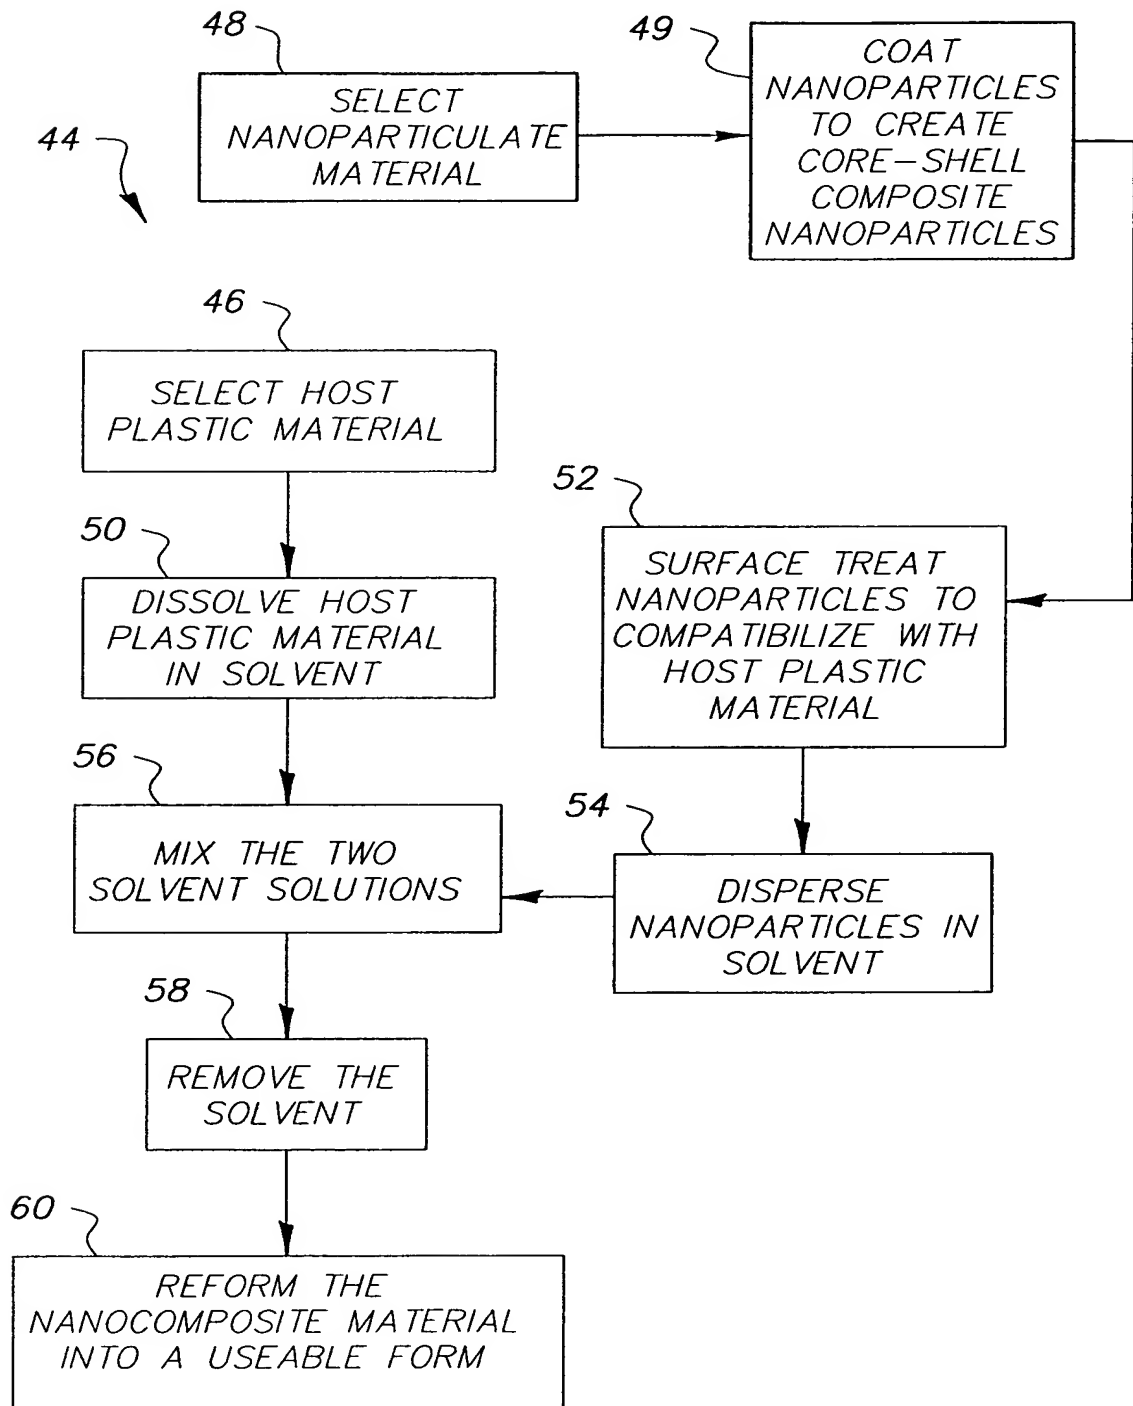 48
SELECT
NANOPARTICULATE
MATERIAL
49
COAT
NANOPARTICLES
TO CREATE
CORE-SHELL
COMPOSITE
NANOPARTICLES
44
46
SELECT HOST
PLASTIC MATERIAL
50
DISSOLVE HOST
PLASTIC MATERIAL
IN SOLVENT
52
SURFACE TREAT
NANOPARTICLES TO
COMPATIBILIZE WITH
HOST PLASTIC
MATERIAL
56
MIX THE TWO
SOLVENT SOLUTIONS
54
DISPERSE
NANOPARTICLES IN
SOLVENT
58
REMOVE THE
SOLVENT
60
REFORM THE
NANOCOMPOSITE MATERIAL
INTO A USEABLE FORM